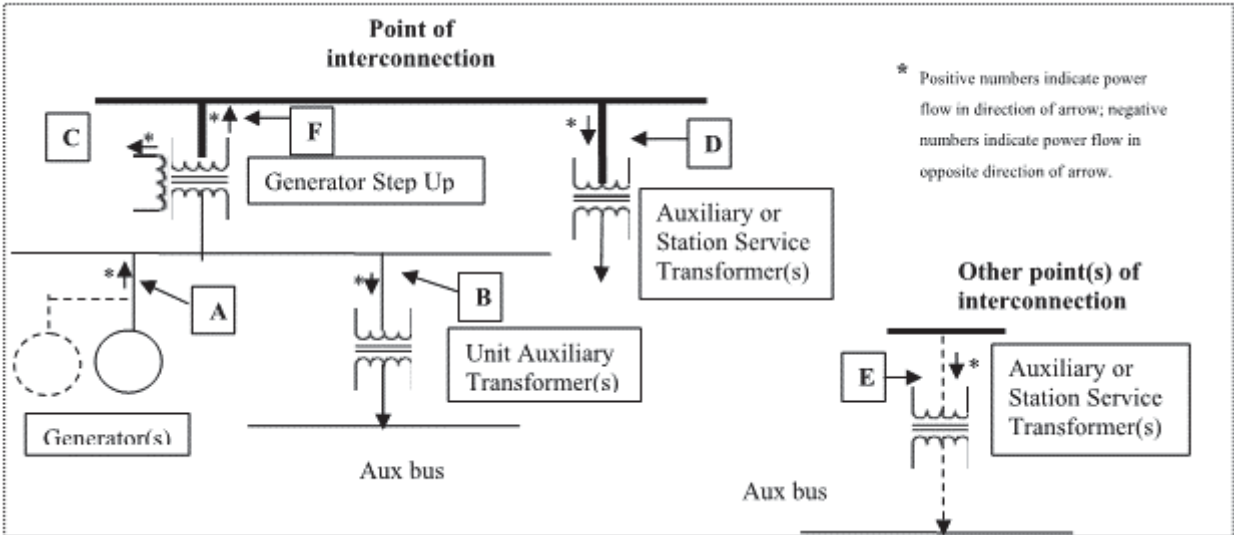 Point of
interconnection
* Positive numbers indicate power
flow in direction of arrow; negative
numbers indicate power flow in
opposite direction of arrow.
C
*
*
F
*
D
Generator Step Up
Auxiliary or
Station Service
Transformer(s)
*
A
*
B
Other point(s) of
interconnection
Unit Auxiliary
Transformer(s)
E
*
Auxiliary or
Station Service
Transformer(s)
Generator(s)
Aux bus
Aux bus